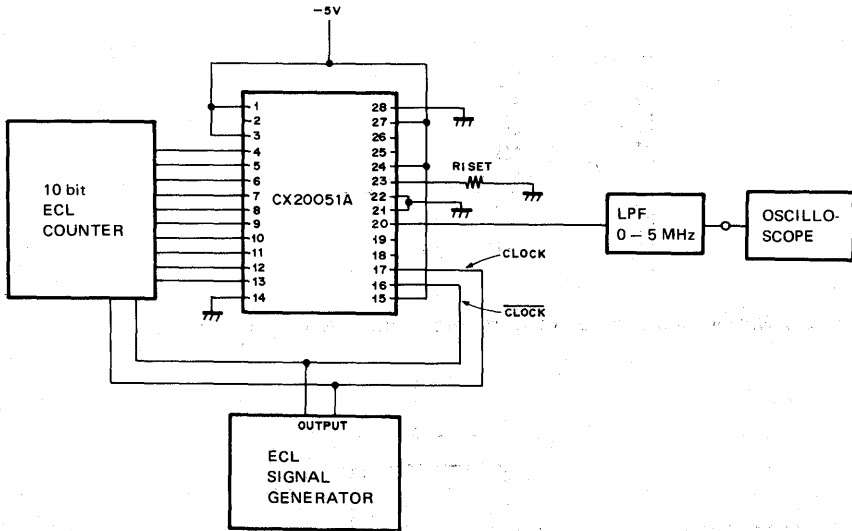 −5V
10 bit
ECL
COUNTER
1
2
3
4
5
6
7
8
9
10
11
12
13
14
CX20051A
28
27
26
25
24
23
22
21
20
19
18
17
16
15
RISET
LPF
0 − 5 MHz
OSCILLO-
SCOPE
CLOCK
CLOCK
OUTPUT
ECL
SIGNAL
GENERATOR